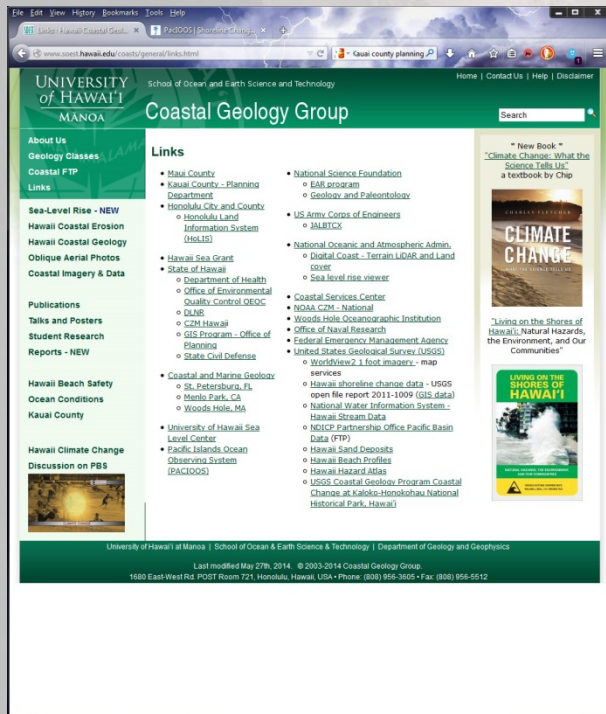 File Edit View History Bookmarks Tools Help
Links : Hawaii Coastal Geol...
PacIOOS | Shoreline Change...
www.soest.hawaii.edu/coasts/general/links.html
Kauai county planning
UNIVERSITY
of HAWAI'I
MANOA
School of Ocean and Earth Science and Technology
Coastal Geology Group
Home | Contact Us | Help | Disclaimer
Search
About Us
Geology Classes
Coastal FTP
Links
Sea-Level Rise - NEW
Hawaii Coastal Erosion
Hawaii Coastal Geology
Oblique Aerial Photos
Coastal Imagery & Data
Publications
Talks and Posters
Student Research
Reports - NEW
Hawaii Beach Safety
Ocean Conditions
Kauai County
Hawaii Climate Change
Discussion on PBS
Links
Maui County
Kauai County - Planning
Department
Honolulu City and County
Honolulu Land
Information System
(HoLIS)
Hawaii Sea Grant
State of Hawaii
Department of Health
Office of Environmental
Quality Control OEQC
DLNR
CZM Hawaii
GIS Program - Office of
Planning
State Civil Defense
Coastal and Marine Geology
St. Petersburg, FL
Menlo Park, CA
Woods Hole, MA
University of Hawaii Sea
Level Center
Pacific Islands Ocean
Observing System
(PACIOOS)
National Science Foundation
EAR program
Geology and Paleontology
US Army Corps of Engineers
JALBTCX
National Oceanic and Atmospheric Admin.
Digital Coast - Terrain LiDAR and Land
cover
Sea level rise viewer
Coastal Services Center
NOAA CZM - National
Woods Hole Oceanographic Institution
Office of Naval Research
Federal Emergency Management Agency
United States Geological Survey (USGS)
WorldView2 1 foot imagery - map
services
Hawaii shoreline change data - USGS
open file report 2011-1009 (GIS data)
National Water Information System -
Hawaii Stream Data
NDICP Partnership Office Pacific Basin
Data (FTP)
Hawaii Sand Deposits
Hawaii Beach Profiles
Hawaii Hazard Atlas
USGS Coastal Geology Program Coastal
Change at Kaloko-Honokohau National
Historical Park, Hawai'i
* New Book *
"Climate Change: What the
Science Tells Us"
a textbook by Chip
CHARLES FLETCHER
CLIMATE
CHANGE
WHAT THE SCIENCE TELLS US
"Living on the Shores of
Hawai'i: Natural Hazards,
the Environment, and Our
Communities"
LIVING ON THE
SHORES OF
HAWAI'I
NATURAL HAZARDS, THE ENVIRONMENT,
AND OUR COMMUNITIES
University of Hawai'i at Manoa | School of Ocean & Earth Science & Technology | Department of Geology and Geophysics
Last modified May 27th, 2014. © 2003-2014 Coastal Geology Group.
1680 East-West Rd. POST Room 721, Honolulu, Hawaii, USA • Phone: (808) 956-3605 • Fax: (808) 956-5512